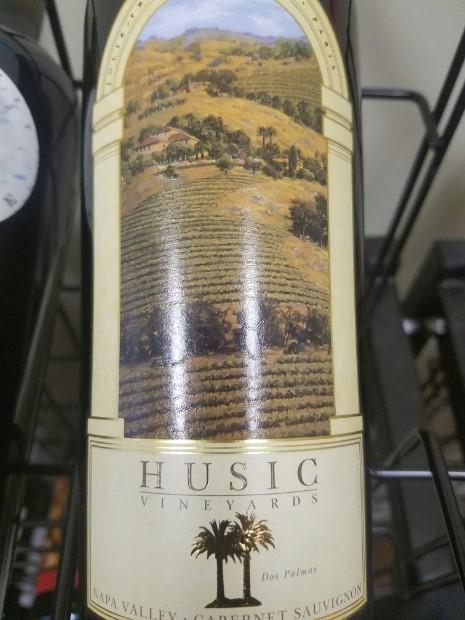 HUSIC
VINEYARDS
Dos Palmas
NAPA VALLEY • CABERNET SAUVIGNON